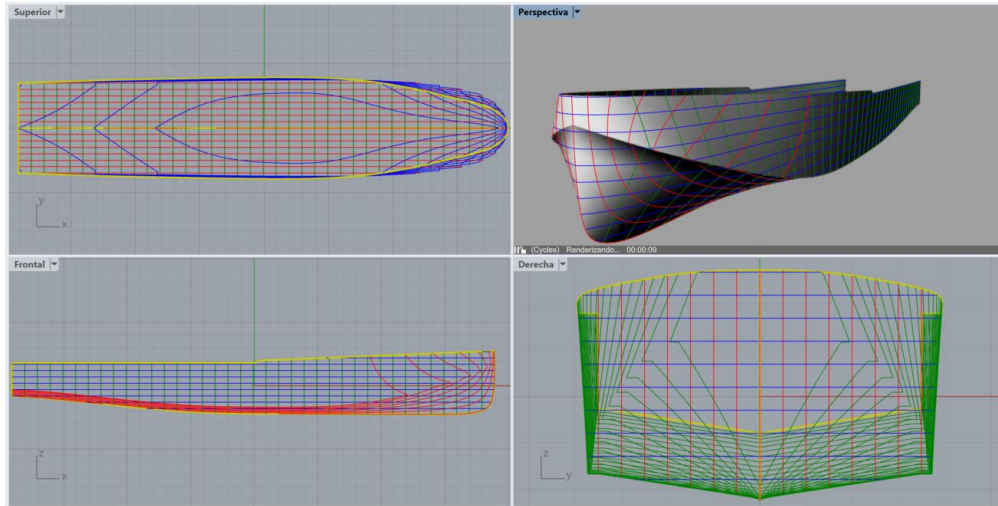 Superior
Perspectiva
y
x
(Cycles) Renderizando... 00:00:09
Frontal
Derecha
z
x
z
y